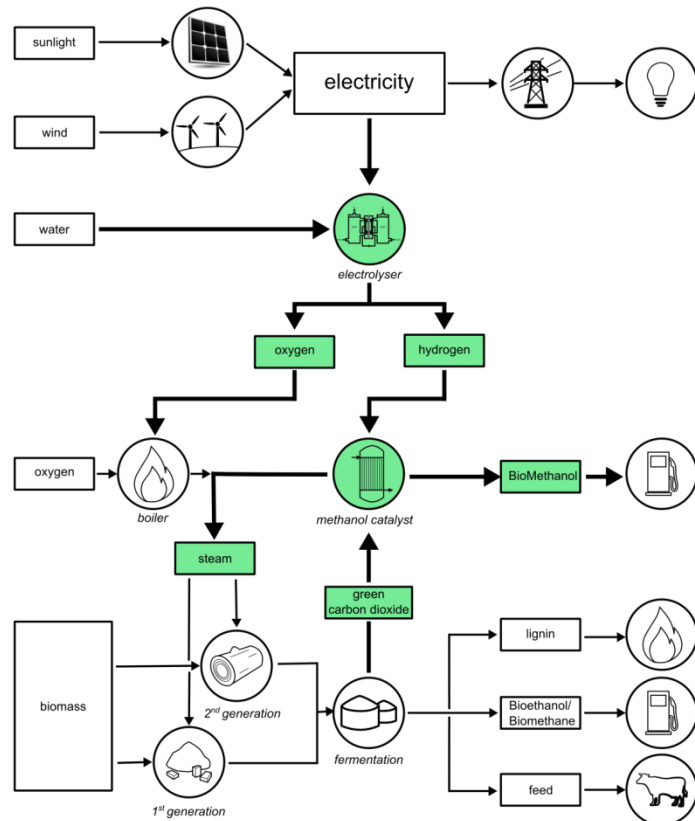 sunlight
electricity
wind
water
electrolyser
oxygen
hydrogen
oxygen
BioMethanol
boiler
methanol catalyst
steam
green
carbon dioxide
lignin
biomass
2nd generation
Bioethanol/
Biomethane
fermentation
feed
1st generation